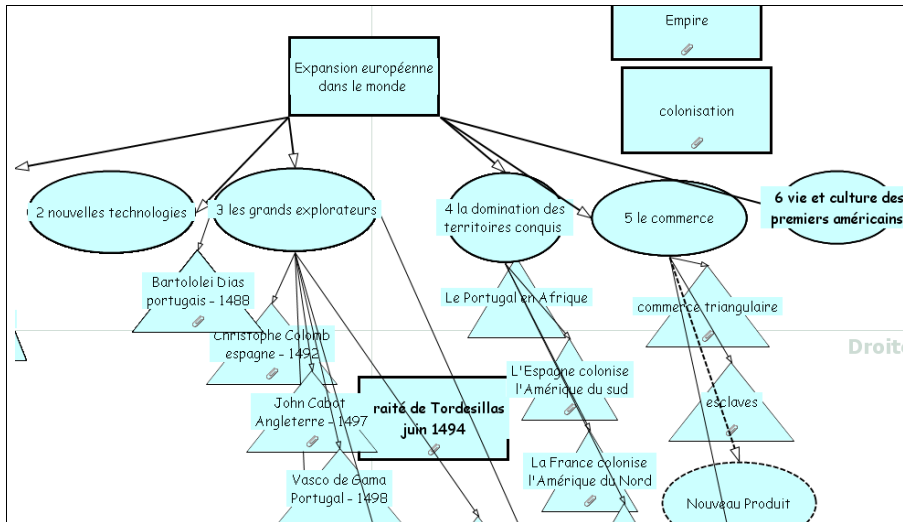 Empire
Expansion européenne
dans le monde
colonisation
2 nouvelles technologies
3 les grands explorateurs
4 la domination des
territoires conquis
5 le commerce
6 vie et culture des
premiers américains
Bartololei Dias
portugais - 1488
Le Portugal en Afrique
commerce triangulaire
Christophe Colomb
espagne - 1492
Droite
L'Espagne colonise
l'Amérique du sud
John Cabot
Angleterre - 1497
raité de Tordesillas
juin 1494
esclaves
Vasco de Gama
Portugal - 1498
La France colonise
l'Amérique du Nord
Nouveau Produit